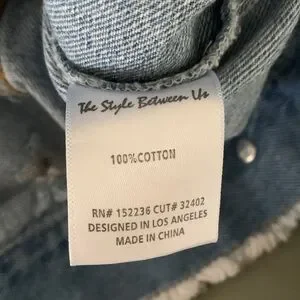 The Style Between Us
100%COTTON
RN# 152236 CUT# 32402
DESIGNED IN LOS ANGELES
MADE IN CHINA